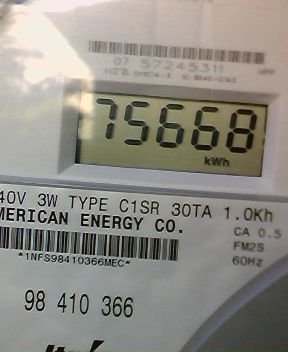 07 57245311
75668
kWh
40V 3W TYPE C1SR 30TA 1.0Kh
MERICAN ENERGY CO.
CA 0.5
FM2S
60Hz
*1NFS98410366MEC*
98 410 366